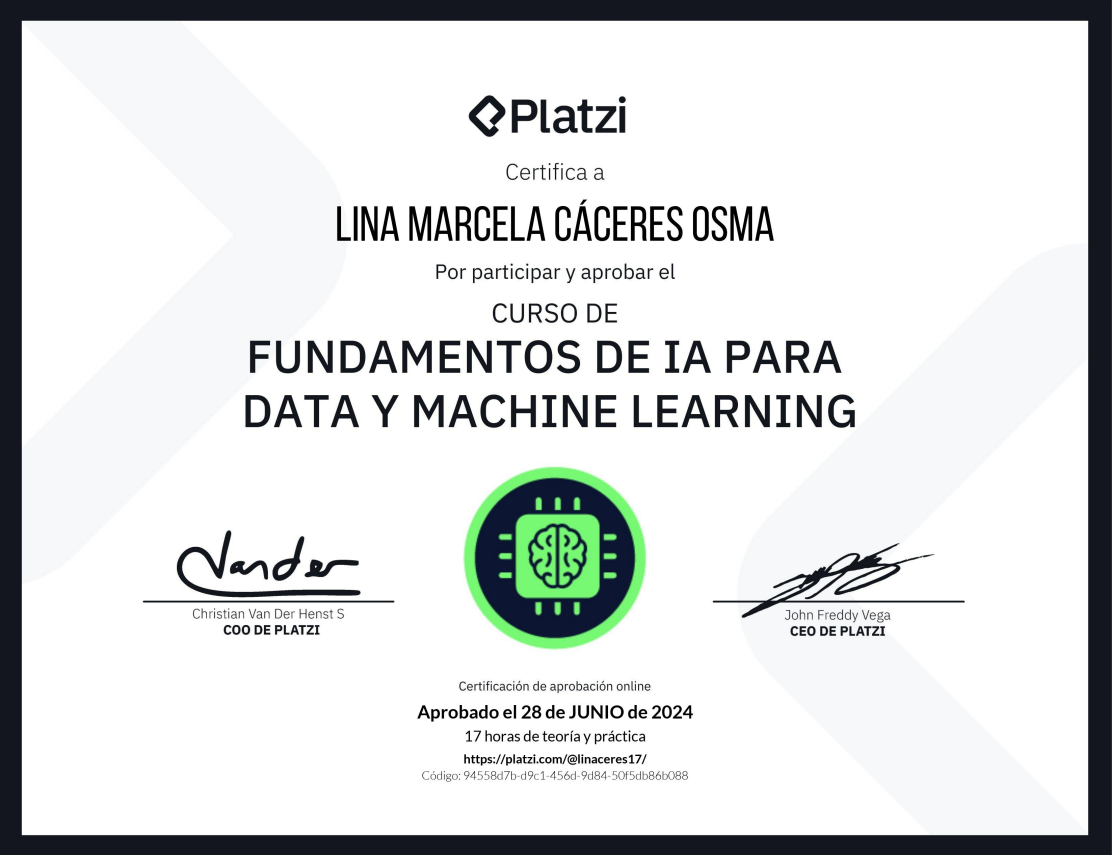 Platzi
Certifica a
LINA MARCELA CÁCERES OSMA
Por participar y aprobar el
CURSO DE
FUNDAMENTOS DE IA PARA
DATA Y MACHINE LEARNING
Vander
Christian Van Der Henst S
COO DE PLATZI
John Freddy Vega
CEO DE PLATZI
Certificación de aprobación online
Aprobado el 28 de JUNIO de 2024
17 horas de teoría y práctica
https://platzi.com/@linaceres17/
Código: 94558d7b-d9c1-456d-9d84-50f5db86b088